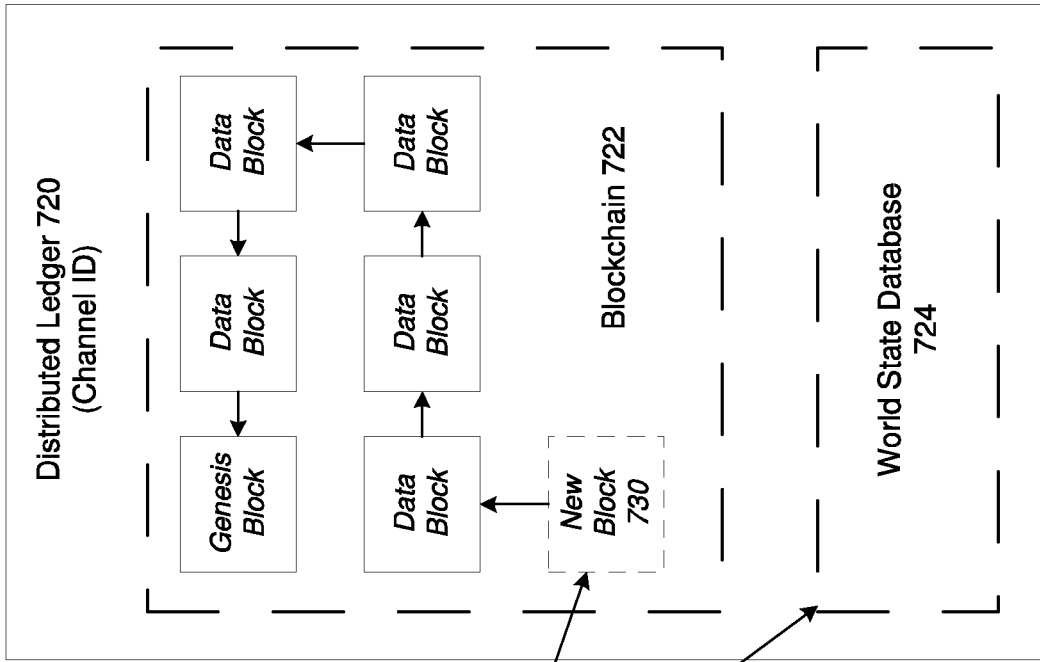 Distributed Ledger 720
(Channel ID)
Genesis
Block
Data
Block
Data
Block
Data
Block
Data
Block
Data
Block
New
Block
730
Blockchain 722
World State Database
724